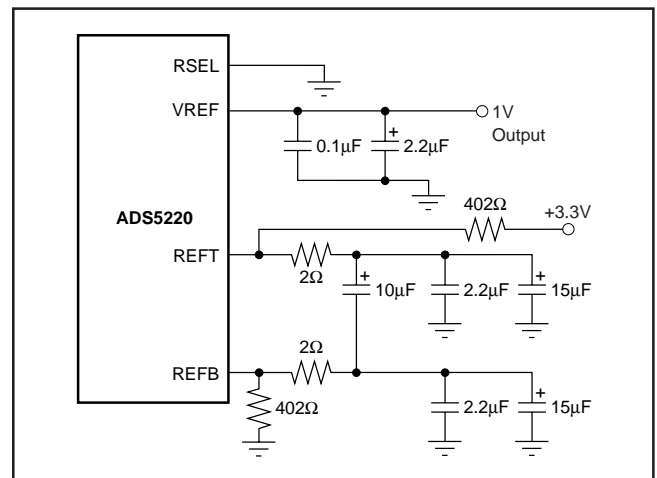 RSEL
VREF
1V
Output
+
0.1µF
2.2µF
ADS5220
402Ω
+3.3V
REFT
2Ω
+
10µF
2.2µF
+
15µF
2Ω
REFB
402Ω
2.2µF
+
15µF